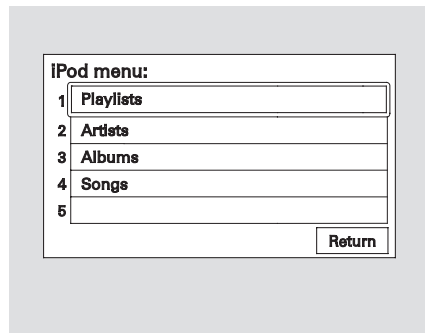 iPod menu:
1 Playlists
2 Artists
3 Albums
4 Songs
5
Return